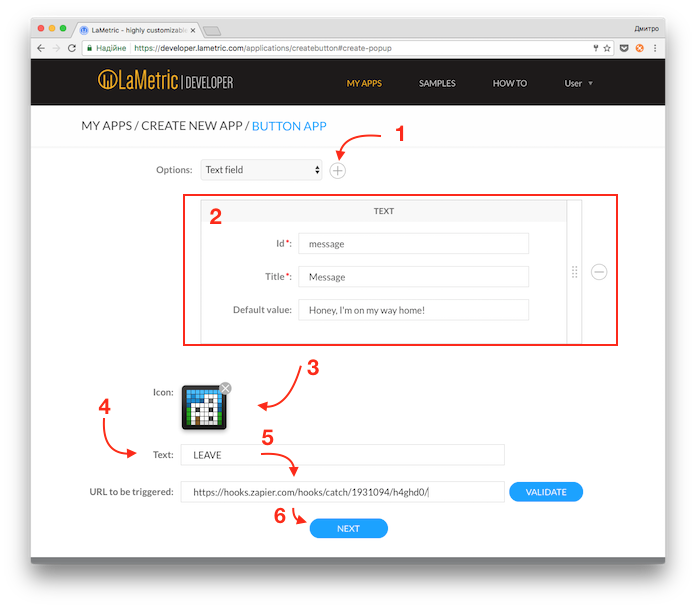 LaMetric - highly customizable
Дмитро
Надійне https://developer.lametric.com/applications/createbutton#create-popup
LaMetric | DEVELOPER MY APPS SAMPLES HOW TO User
MY APPS / CREATE NEW APP / BUTTON APP
1
Options: Text field
2 TEXT
Id*: message
Title*: Message
Default value: Honey, I'm on my way home!
3
Icon:
4
5
Text: LEAVE
URL to be triggered: https://hooks.zapier.com/hooks/catch/1931094/h4ghd0/ VALIDATE
6
NEXT